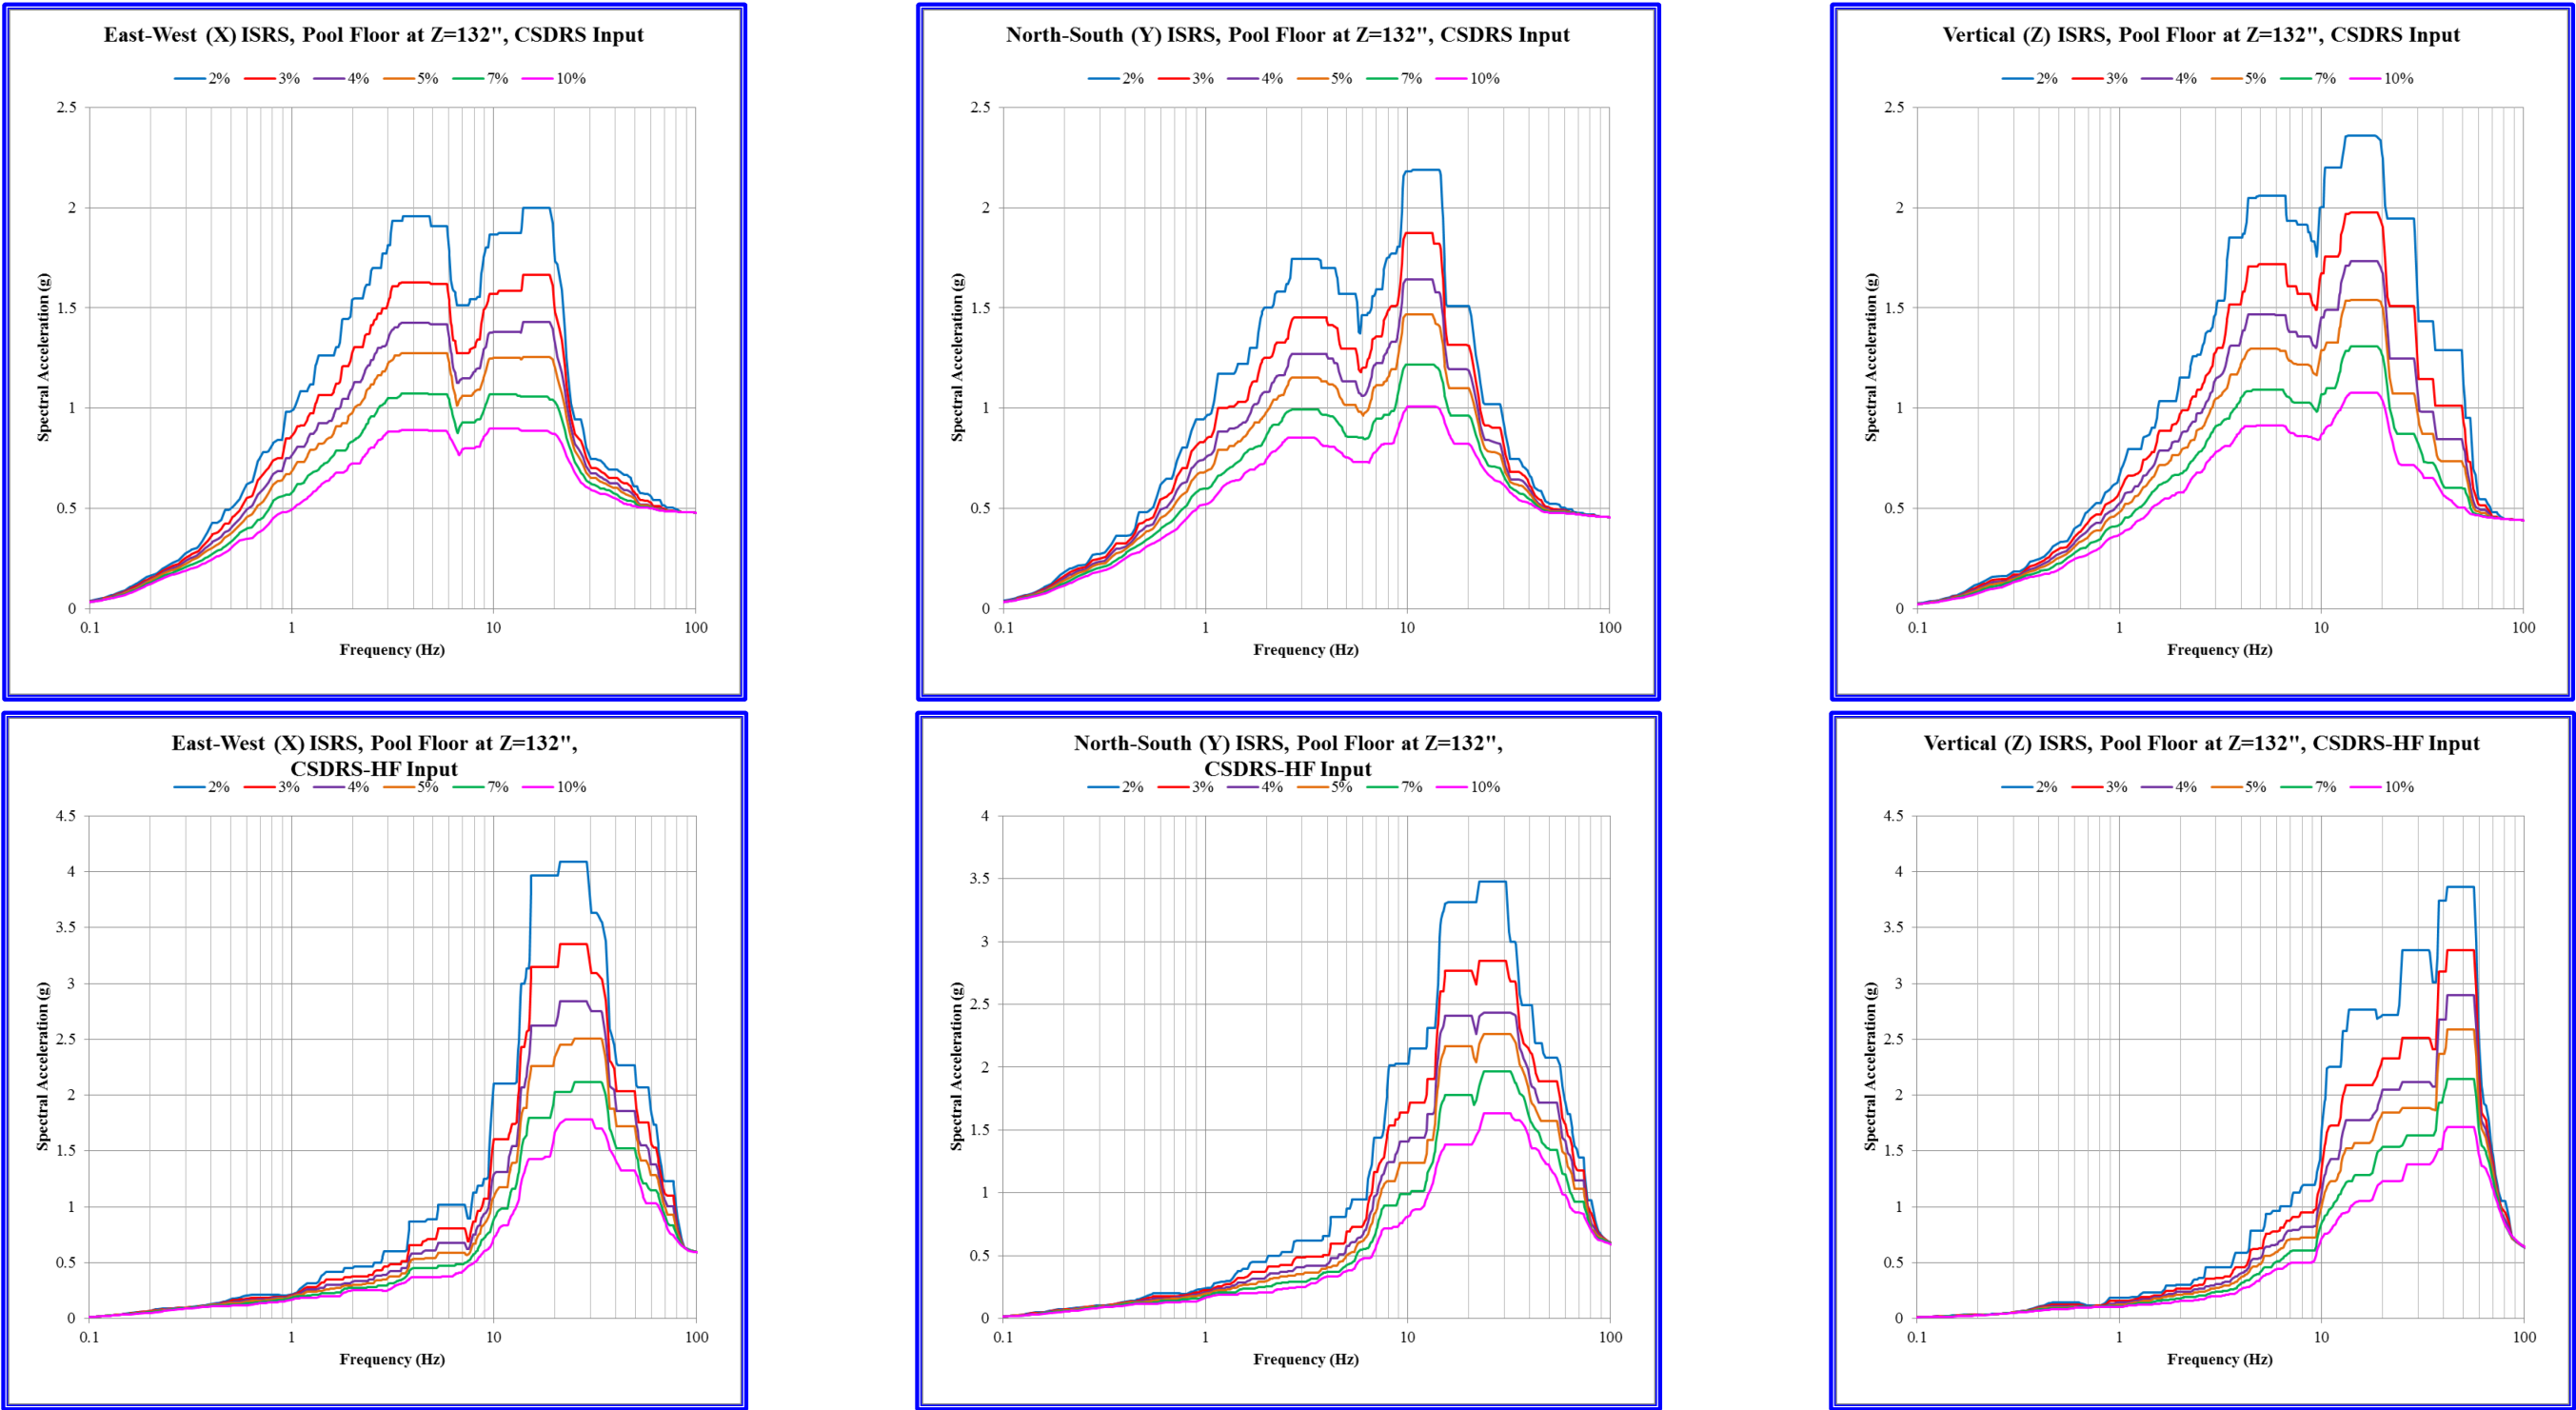 East-West (X) ISRS, Pool Floor at Z=132", CSDRS Input
2% 3% 4% 5% 7% 10%
2.5
2
1.5
1
0.5
0
0.1 1 10 100
Spectral Acceleration (g)
Frequency (Hz)
North-South (Y) ISRS, Pool Floor at Z=132", CSDRS Input
2% 3% 4% 5% 7% 10%
2.5
2
1.5
1
0.5
0
0.1 1 10 100
Spectral Acceleration (g)
Frequency (Hz)
Vertical (Z) ISRS, Pool Floor at Z=132", CSDRS Input
2% 3% 4% 5% 7% 10%
2.5
2
1.5
1
0.5
0
0.1 1 10 100
Spectral Acceleration (g)
Frequency (Hz)
East-West (X) ISRS, Pool Floor at Z=132",
CSDRS-HF Input
2% 3% 4% 5% 7% 10%
4.5
4
3.5
3
2.5
2
1.5
1
0.5
0
0.1 1 10 100
Spectral Acceleration (g)
Frequency (Hz)
North-South (Y) ISRS, Pool Floor at Z=132",
CSDRS-HF Input
2% 3% 4% 5% 7% 10%
4
3.5
3
2.5
2
1.5
1
0.5
0
0.1 1 10 100
Spectral Acceleration (g)
Frequency (Hz)
Vertical (Z) ISRS, Pool Floor at Z=132", CSDRS-HF Input
2% 3% 4% 5% 7% 10%
4.5
4
3.5
3
2.5
2
1.5
1
0.5
0
0.1 1 10 100
Spectral Acceleration (g)
Frequency (Hz)